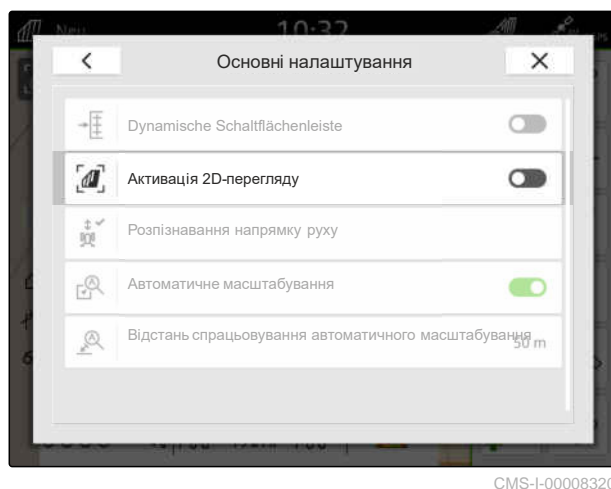 Neu
10:32
Основні налаштування
Dynamische Schaltflächenleiste
Активація 2D-перегляду
Розпізнавання напрямку руху
Автоматичне масштабування
Відстань спрацьовування автоматичного масштабування
50 m
CMS-I-00008320